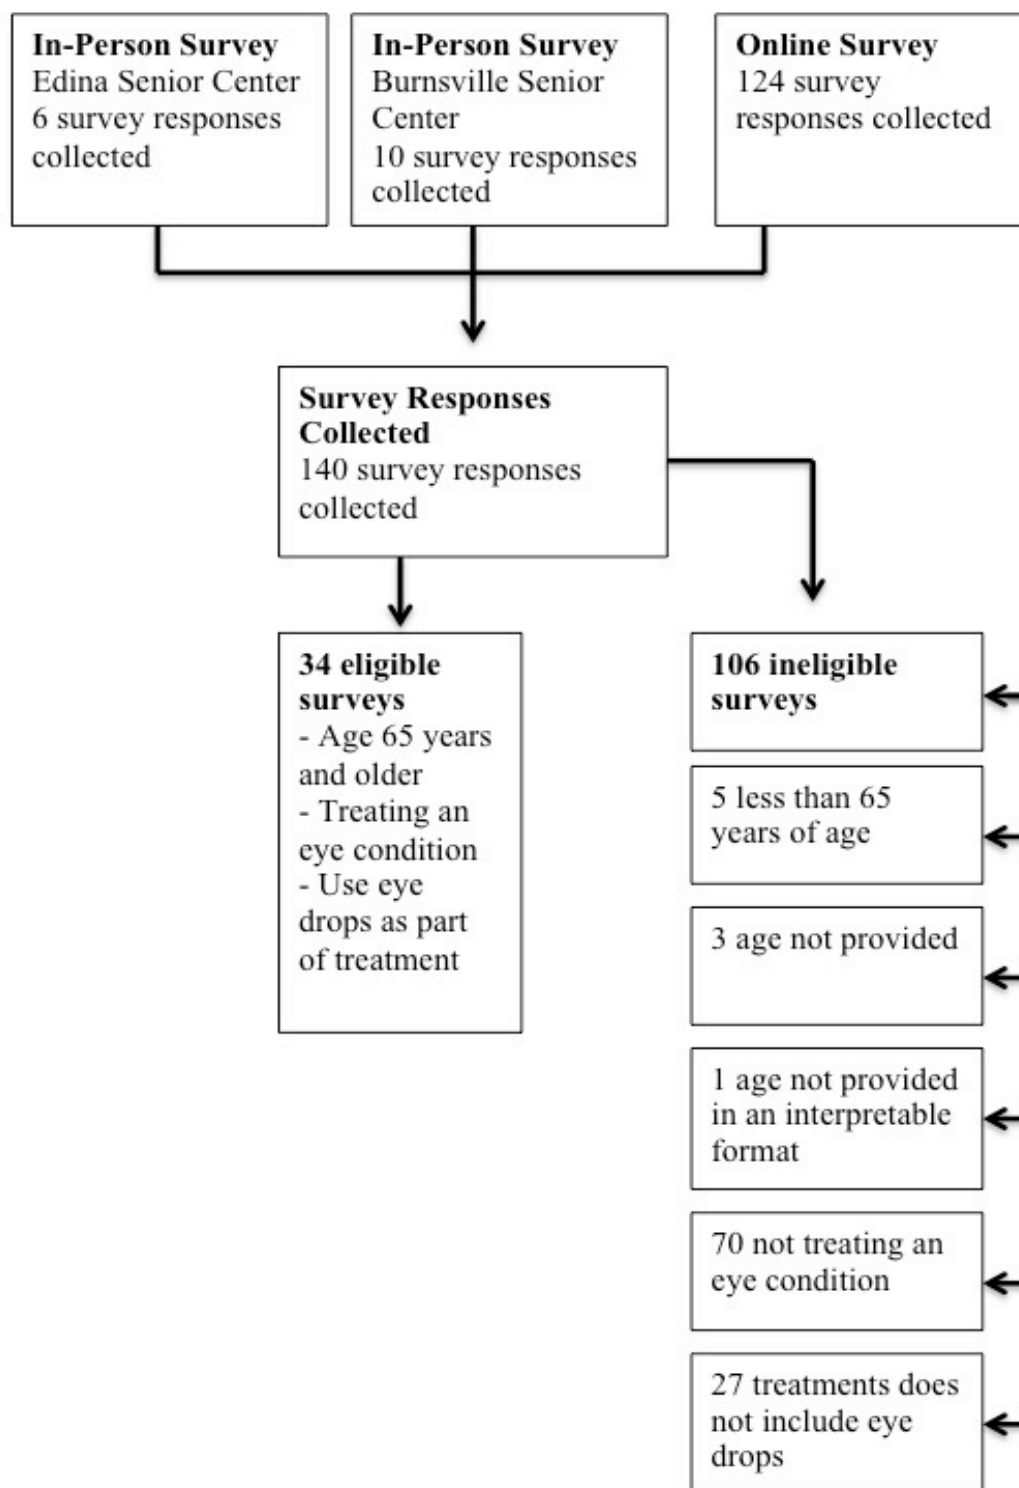 In-Person Survey
Edina Senior Center
6 survey responses
collected
In-Person Survey
Burnsville Senior
Center
10 survey responses
collected
Online Survey
124 survey
responses collected
Survey Responses
Collected
140 survey responses
collected
34 eligible
surveys
- Age 65 years
and older
- Treating an
eye condition
- Use eye
drops as part
of treatment
106 ineligible
surveys
5 less than 65
years of age
3 age not provided
1 age not provided
in an interpretable
format
70 not treating an
eye condition
27 treatments does
not include eye
drops